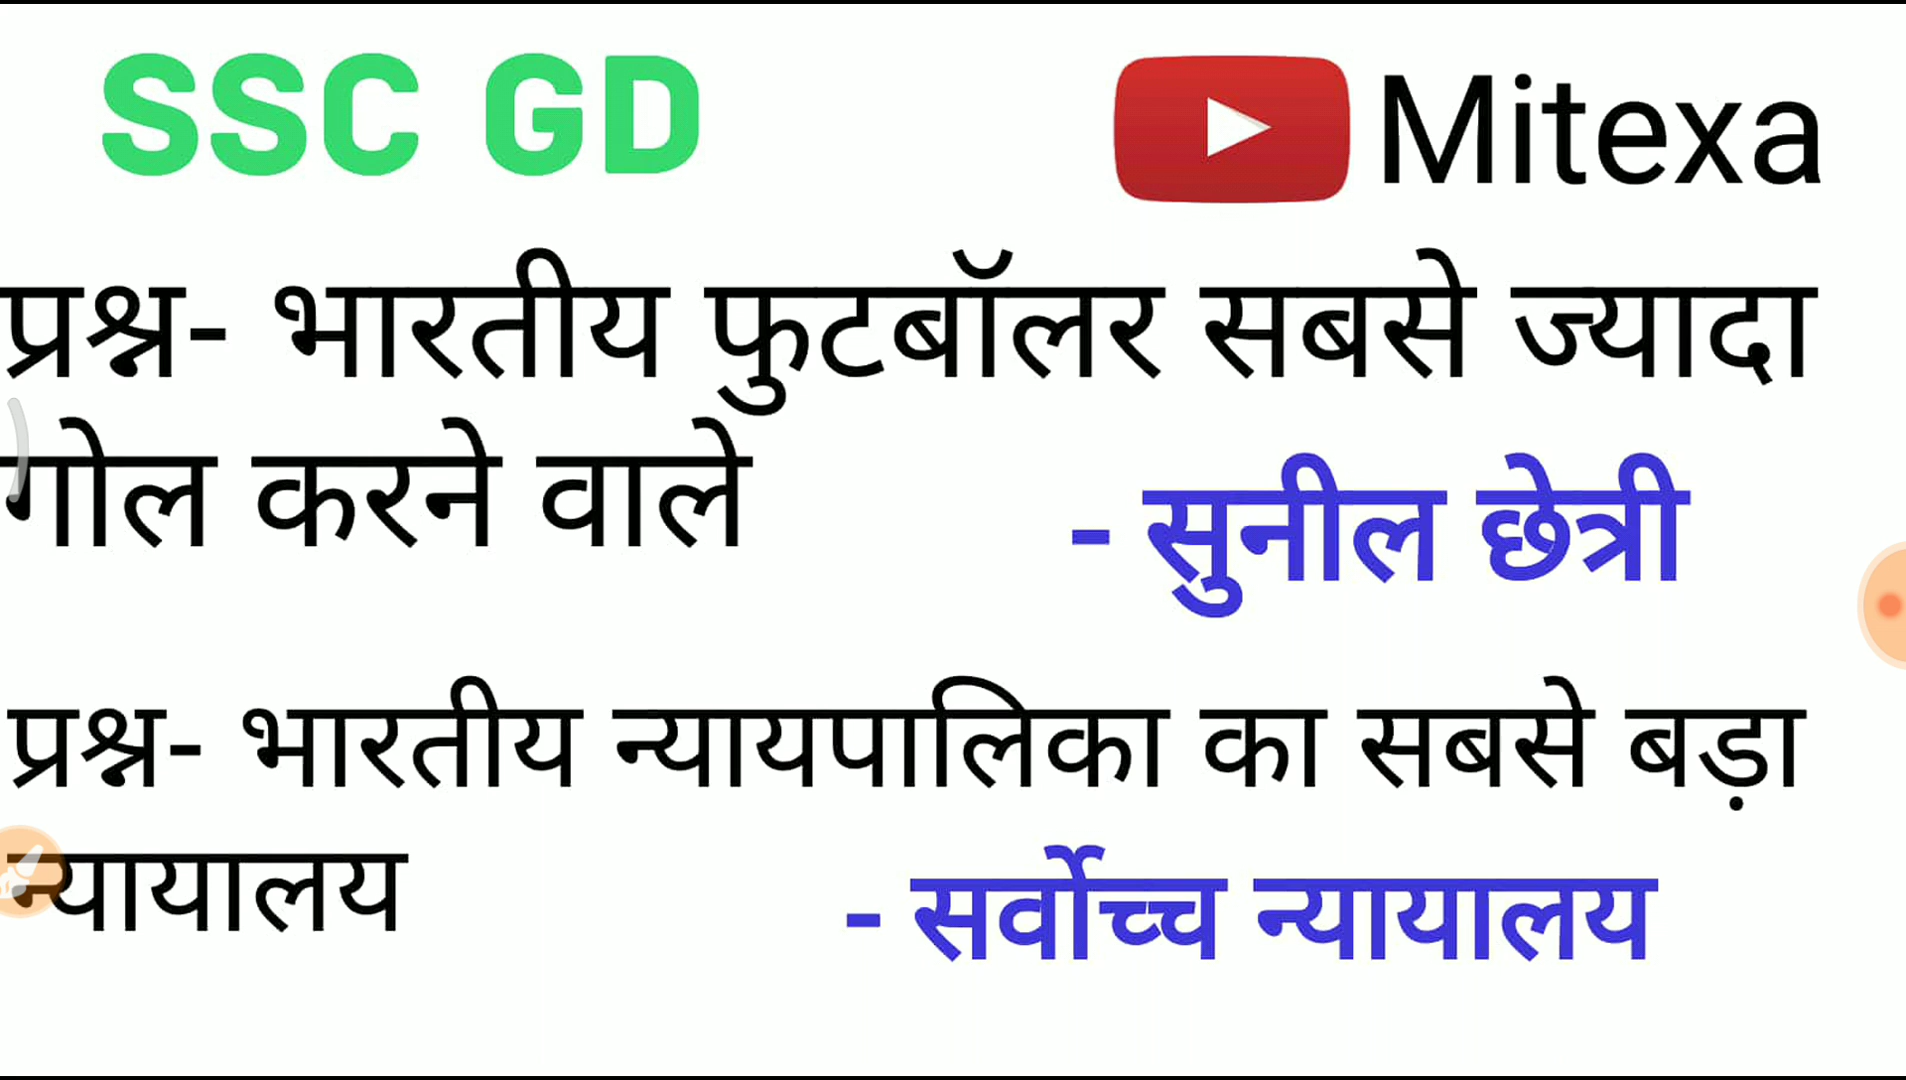 SSC GD
Mitexa
प्रश्न- भारतीय फुटबॉलर सबसे ज्यादा
गोल करने वाले
- सुनील छेत्री
प्रश्न- भारतीय न्यायपालिका का सबसे बड़ा
न्यायालय
- सर्वोच्च न्यायालय